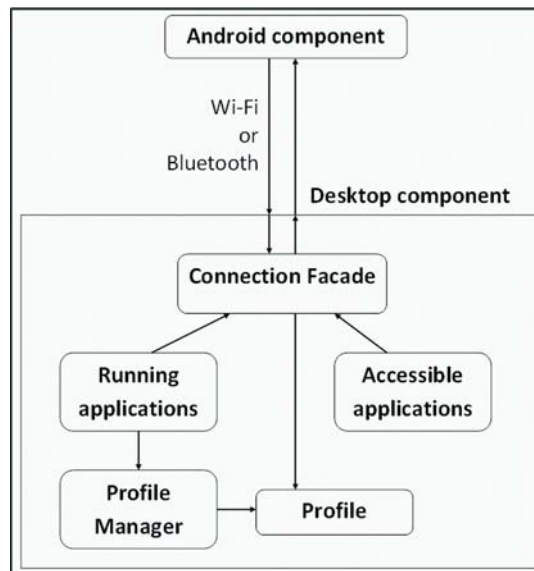 Android component
Wi-Fi
or
Bluetooth
Desktop component
Connection Facade
Running
applications
Accessible
applications
Profile
Manager
Profile